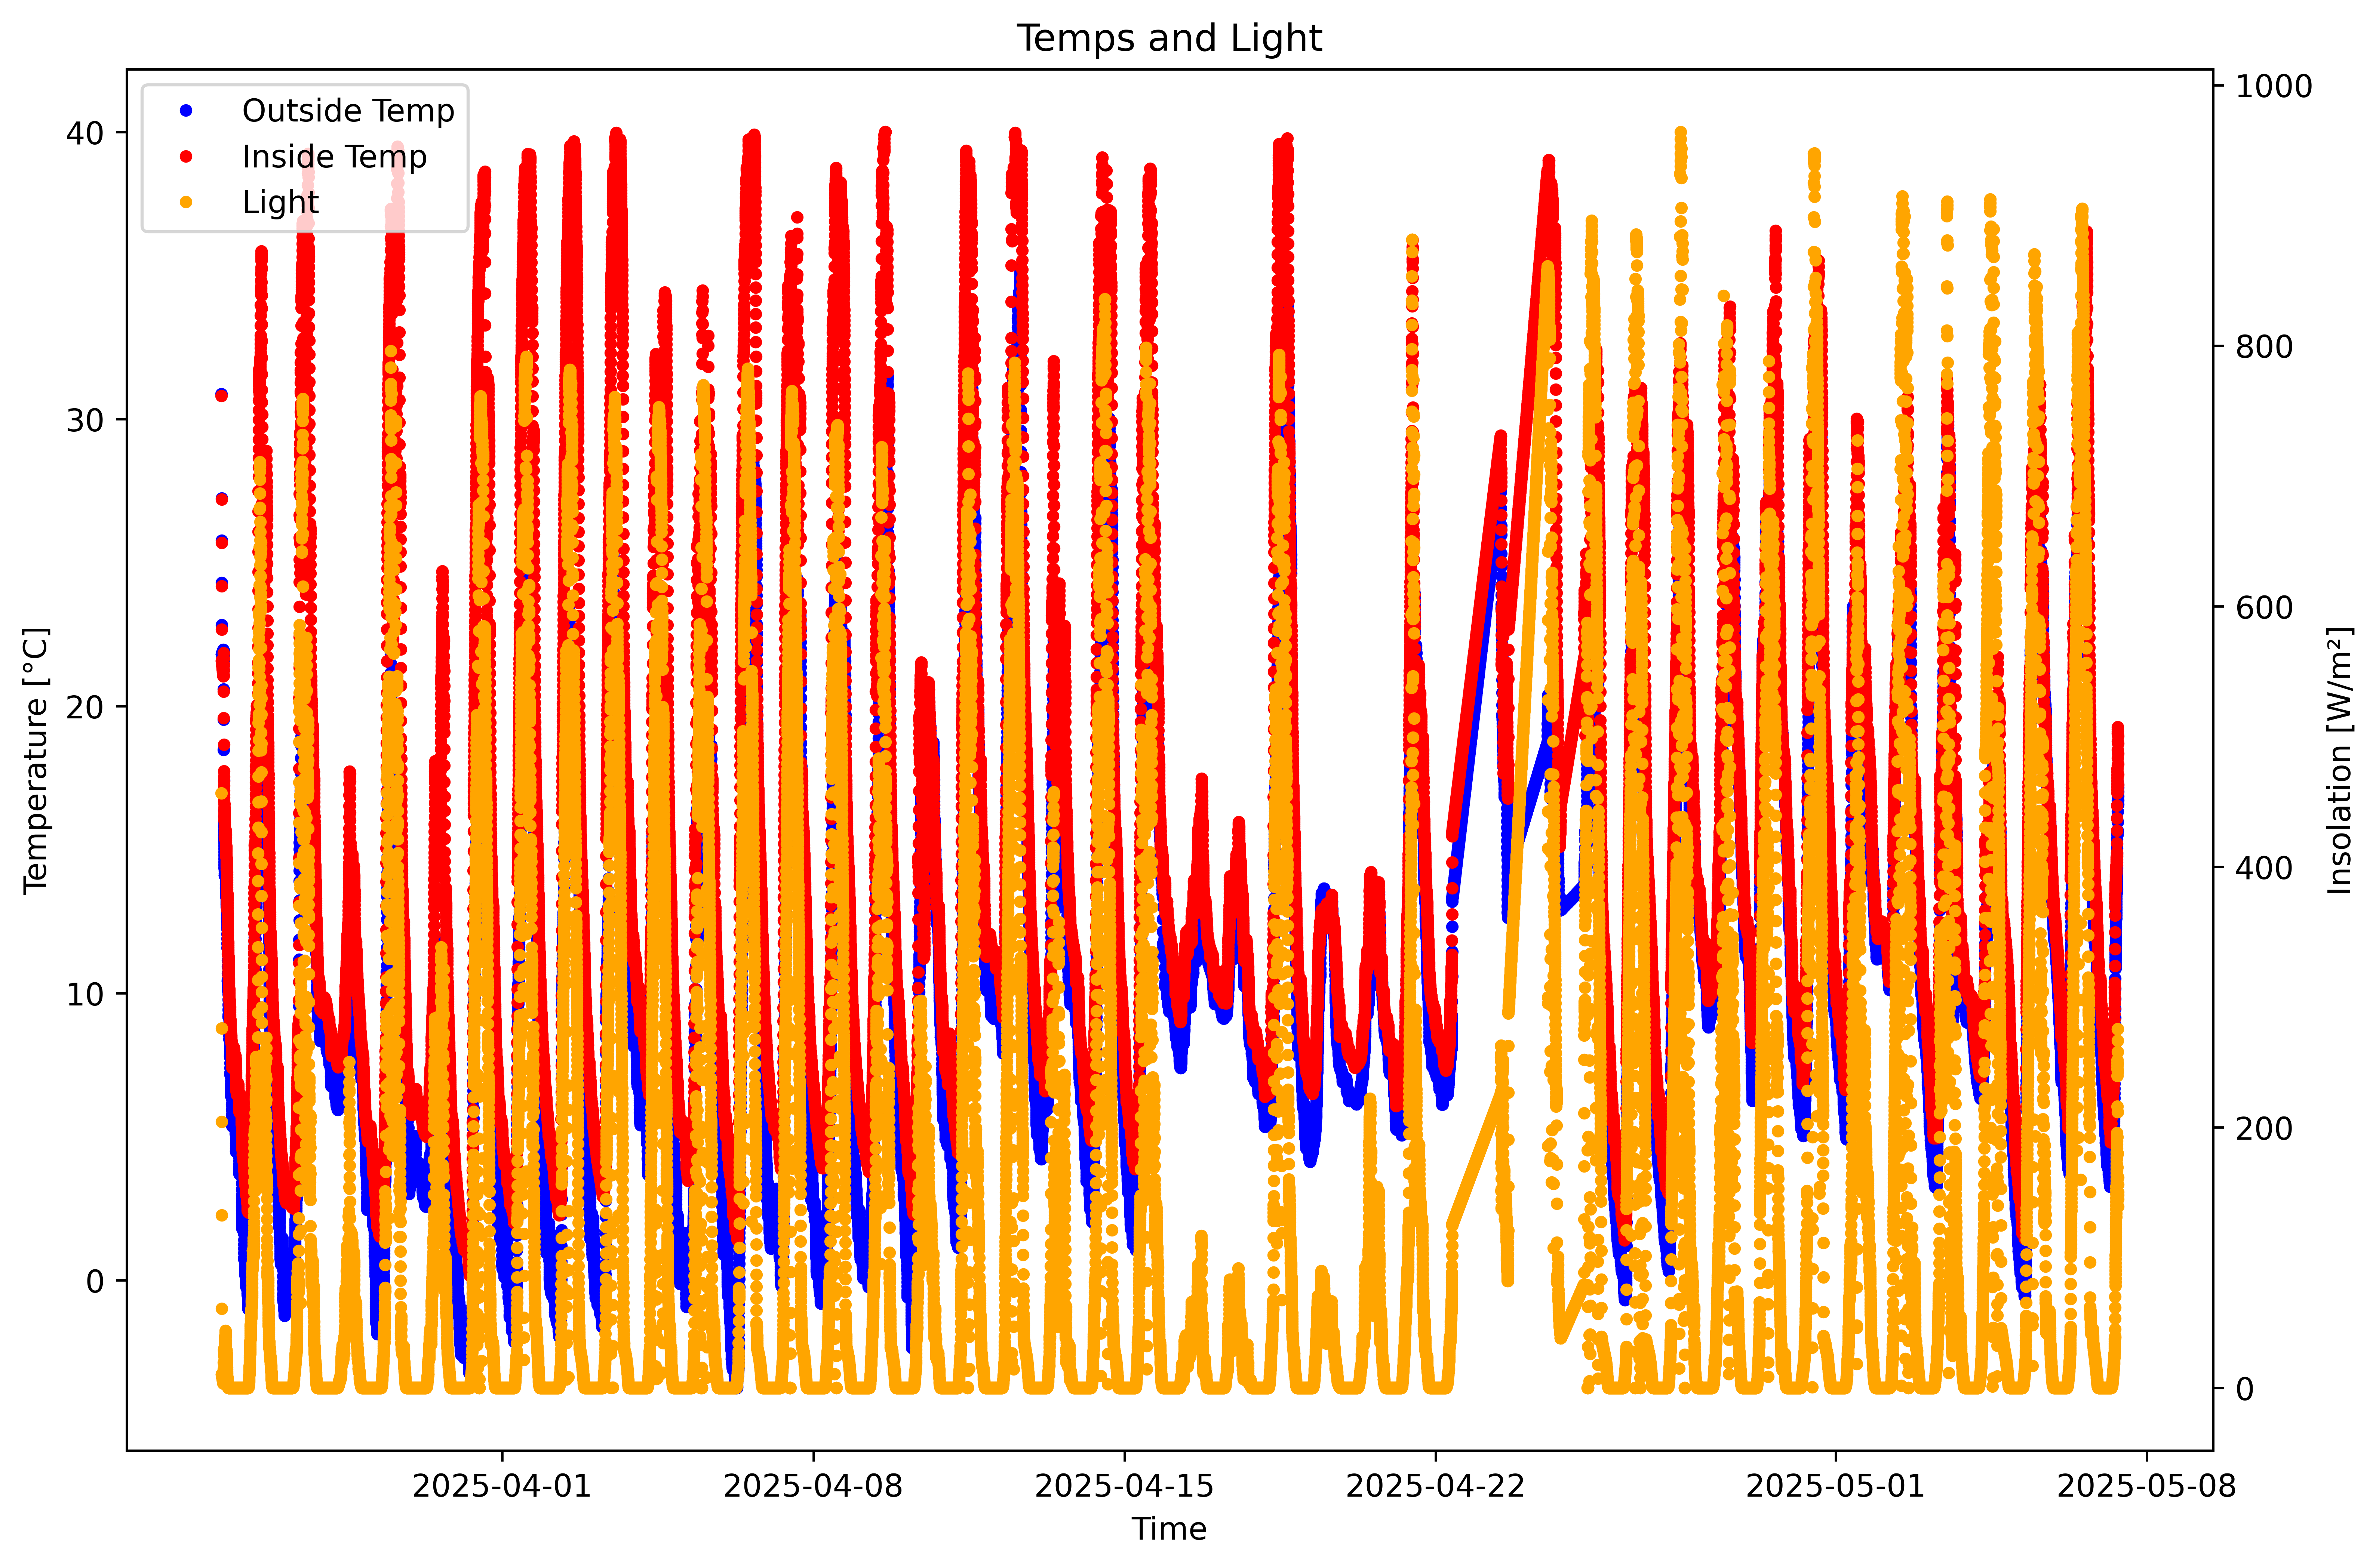 Temps and Light
Outside Temp
Inside Temp
Light
40
30
20
10
0
Temperature [°C]
1000
800
600
400
200
0
Insolation [W/m²]
2025-04-01
2025-04-08
2025-04-15
2025-04-22
2025-05-01
2025-05-08
Time